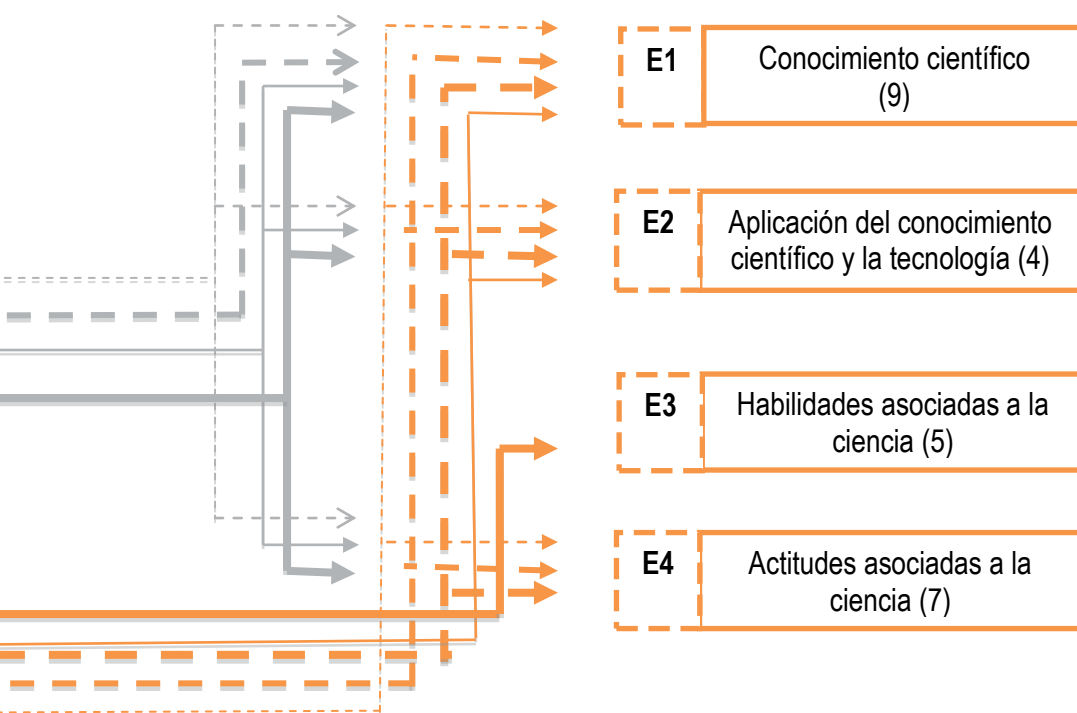 E1
Conocimiento científico
(9)
E2
Aplicación del conocimiento
científico y la tecnología (4)
E3
Habilidades asociadas a la
ciencia (5)
E4
Actitudes asociadas a la
ciencia (7)